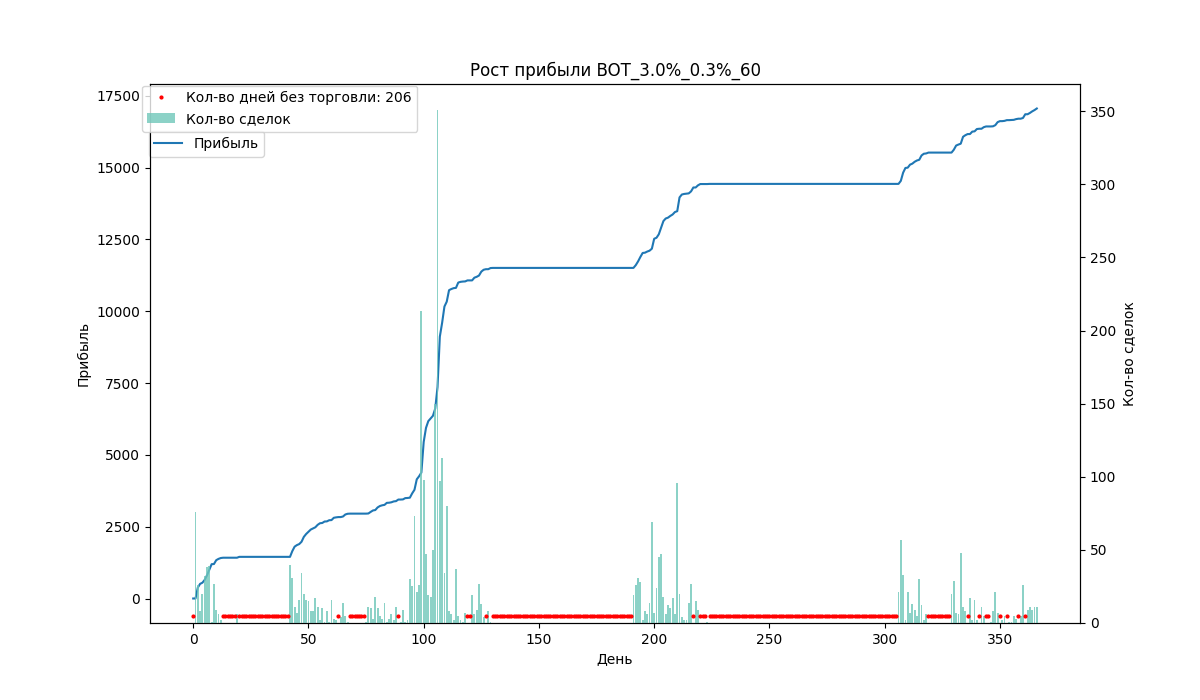 Рост прибыли BOT_3.0%_0.3%_60
Кол-во дней без торговли: 206
Кол-во сделок
Прибыль
17500
15000
12500
10000
7500
5000
2500
0
Прибыль
350
300
250
200
150
100
50
0
Кол-во сделок
0 50 100 150 200 250 300 350
День